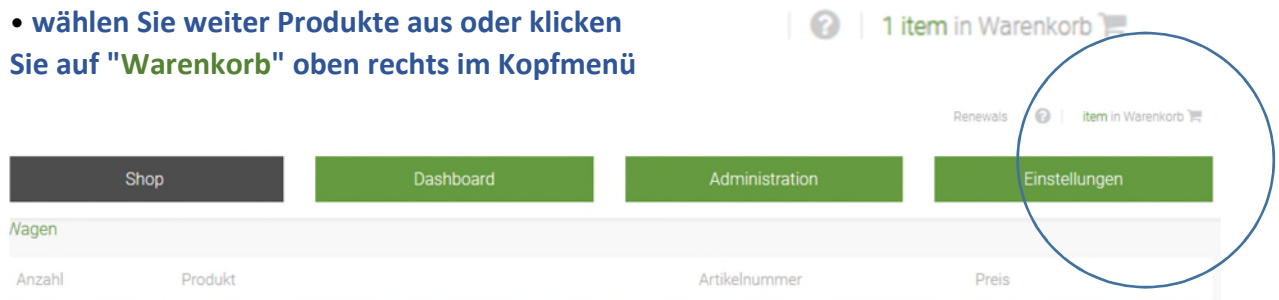 • wählen Sie weiter Produkte aus oder klicken
Sie auf "Warenkorb" oben rechts im Kopfmenü
1 item in Warenkorb
Renewals
item in Warenkorb
Shop Dashboard Administration Einstellungen
Wagen
Anzahl Produkt Artikelnummer Preis